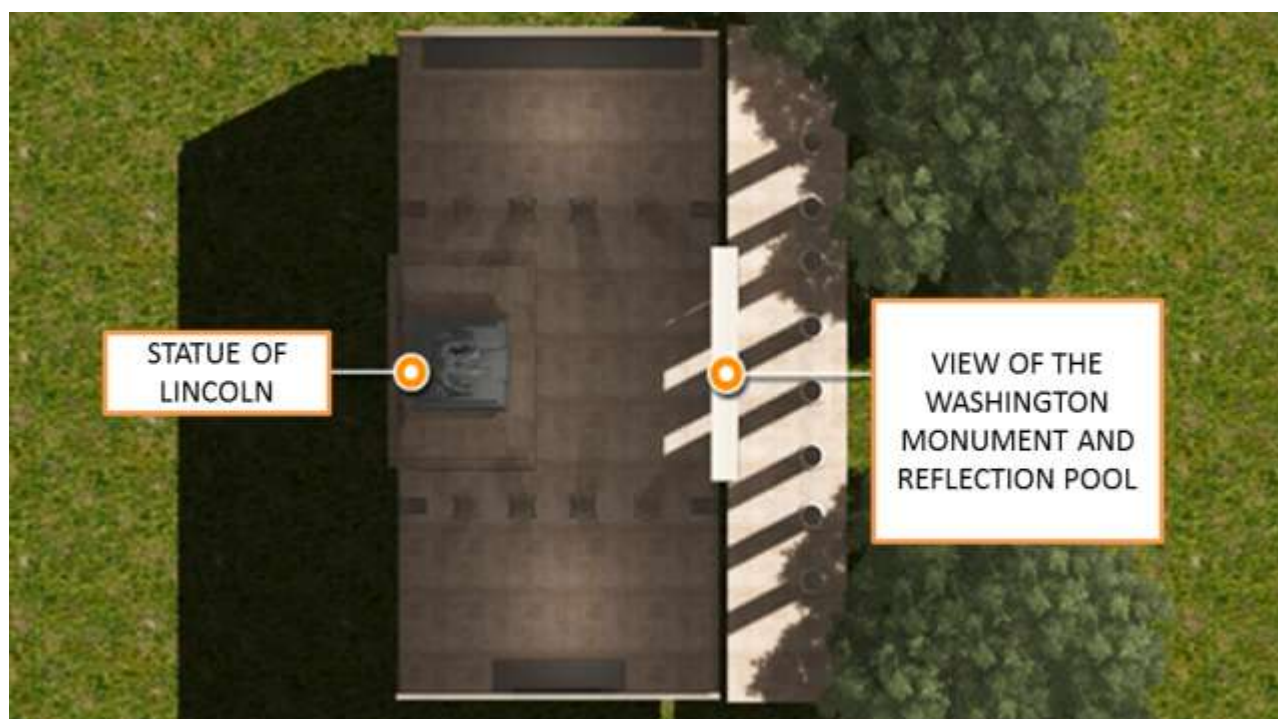 STATUE OF
LINCOLN
VIEW OF THE
WASHINGTON
MONUMENT AND
REFLECTION POOL